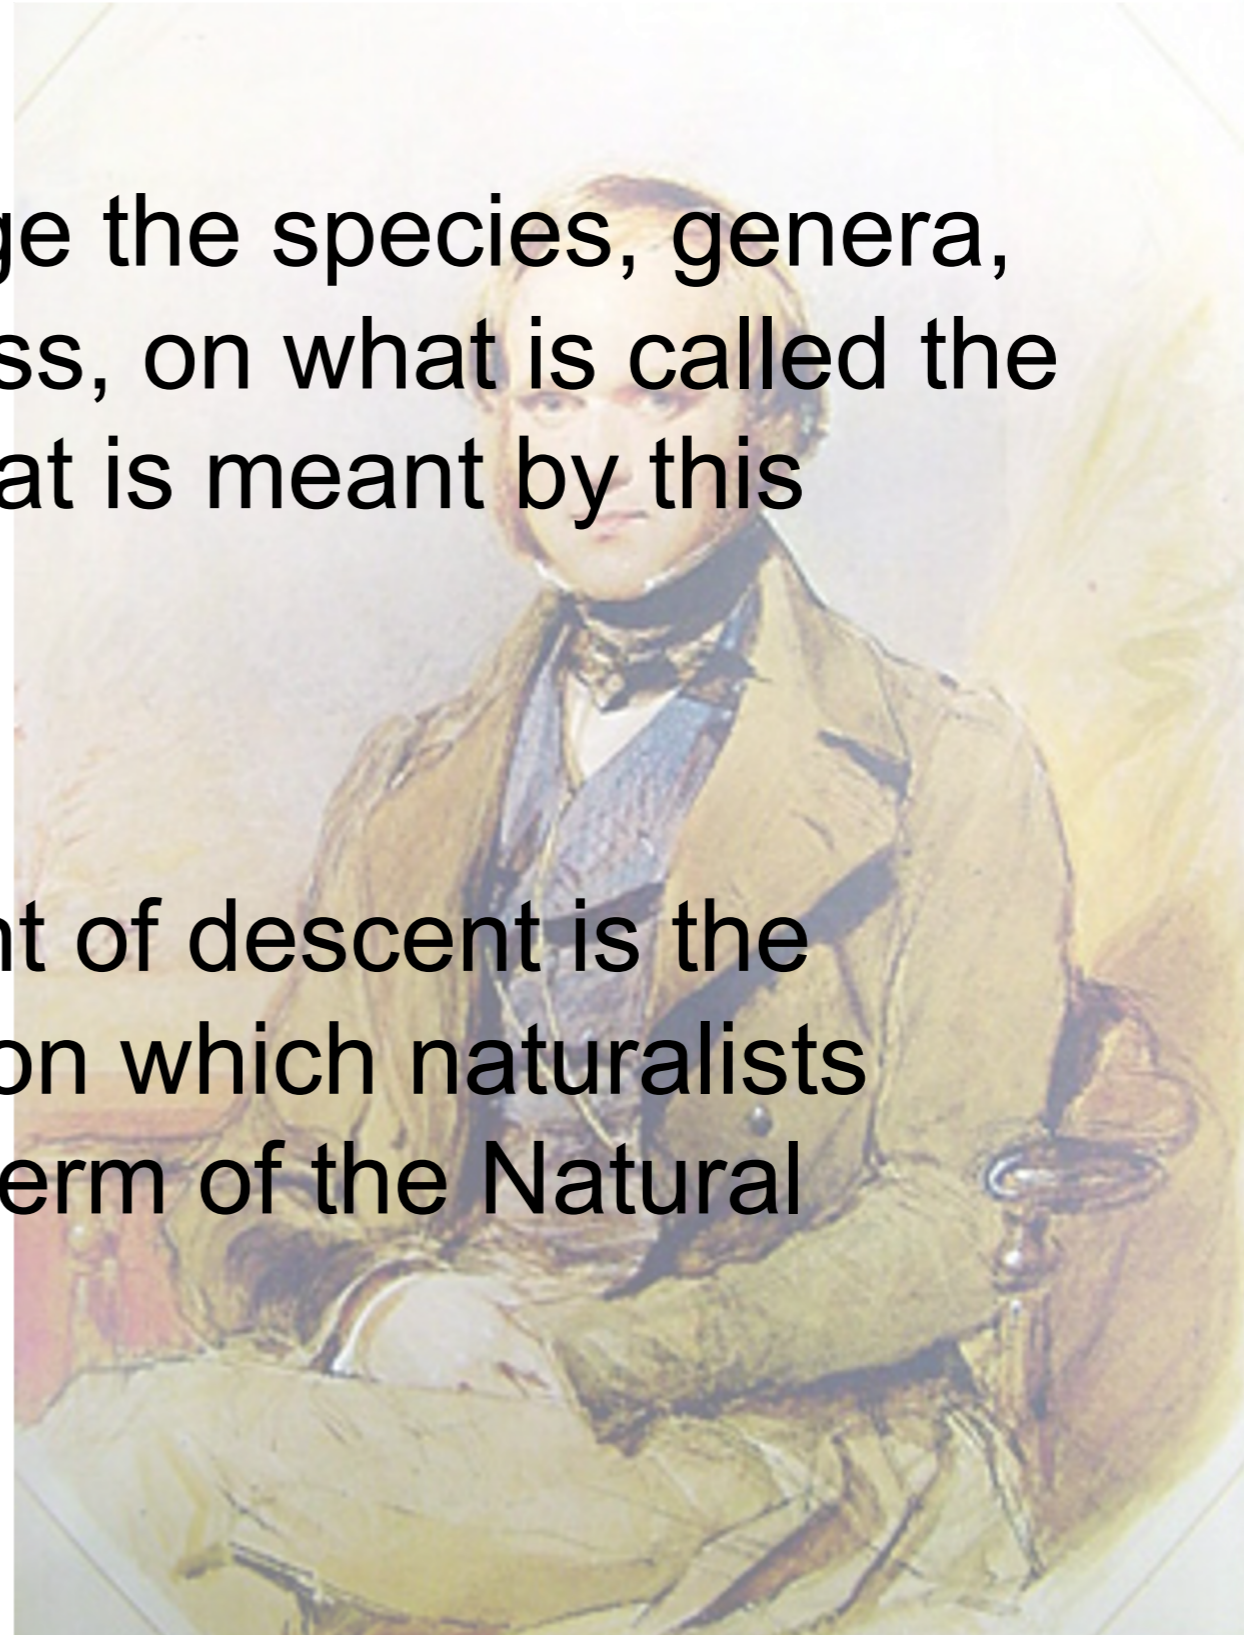 ge the species, genera,
ss, on what is called the
at is meant by this
nt of descent is the
on which naturalists
erm of the Natural